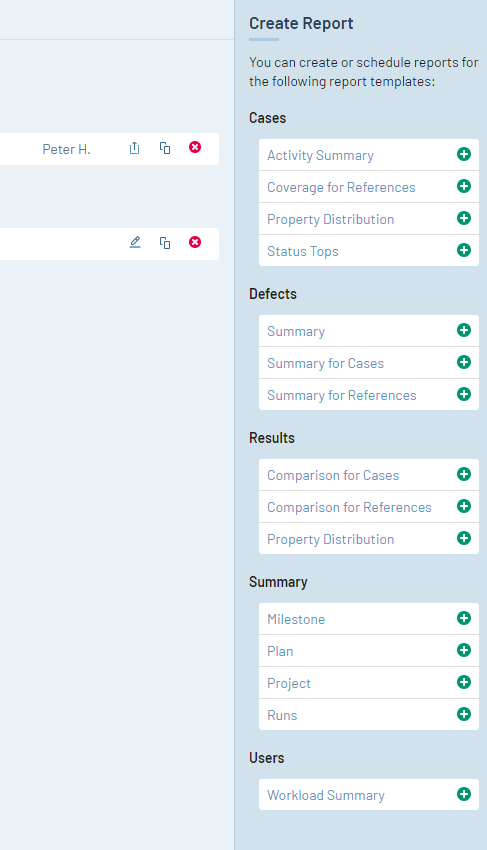 Create Report
You can create or schedule reports for
the following report templates:
Cases
Peter H.
Activity Summary
Coverage for References
Property Distribution
Status Tops
Defects
Summary
Summary for Cases
Summary for References
Results
Comparison for Cases
Comparison for References
Property Distribution
Summary
Milestone
Plan
Project
Runs
Users
Workload Summary